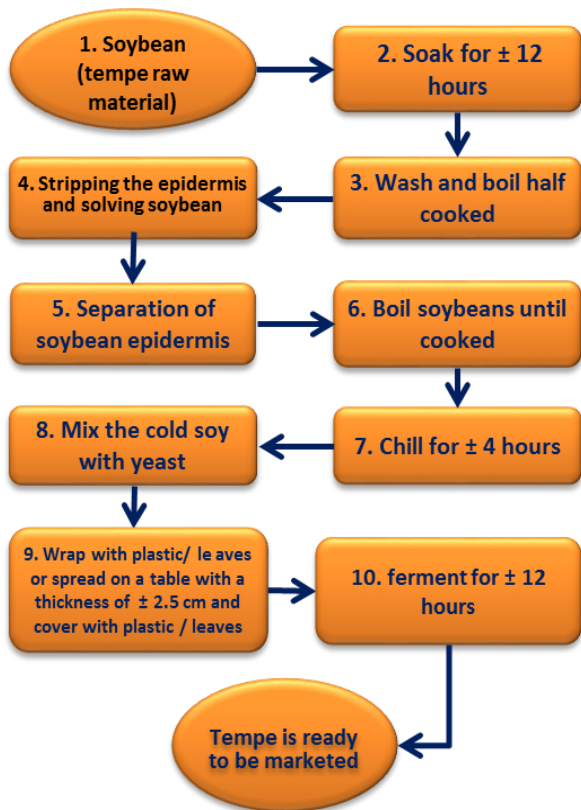 1. Soybean
(tempe raw
material)
2. Soak for ± 12
hours
3. Wash and boil half
cooked
4. Stripping the epidermis
and solving soybean
5. Separation of
soybean epidermis
6. Boil soybeans until
cooked
7. Chill for ± 4 hours
8. Mix the cold soy
with yeast
9. Wrap with plastic/ le aves
or spread on a table with a
thickness of ± 2.5 cm and
cover with plastic / leaves
10. ferment for ± 12
hours
Tempe is ready
to be marketed